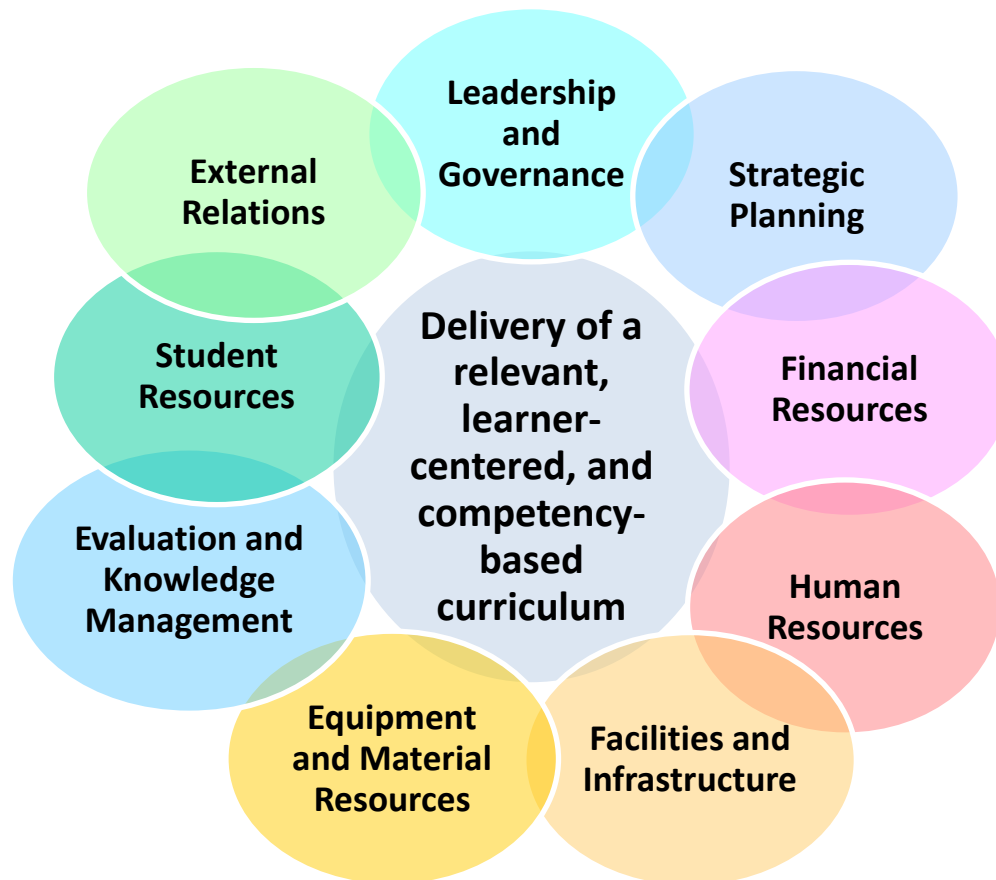 Leadership
and
Governance
Strategic
Planning
Financial
Resources
Human
Resources
Facilities and
Infrastructure
Equipment
and Material
Resources
Evaluation and
Knowledge
Management
Student
Resources
External
Relations
Delivery of a
relevant,
learner-
centered, and
competency-
based
curriculum